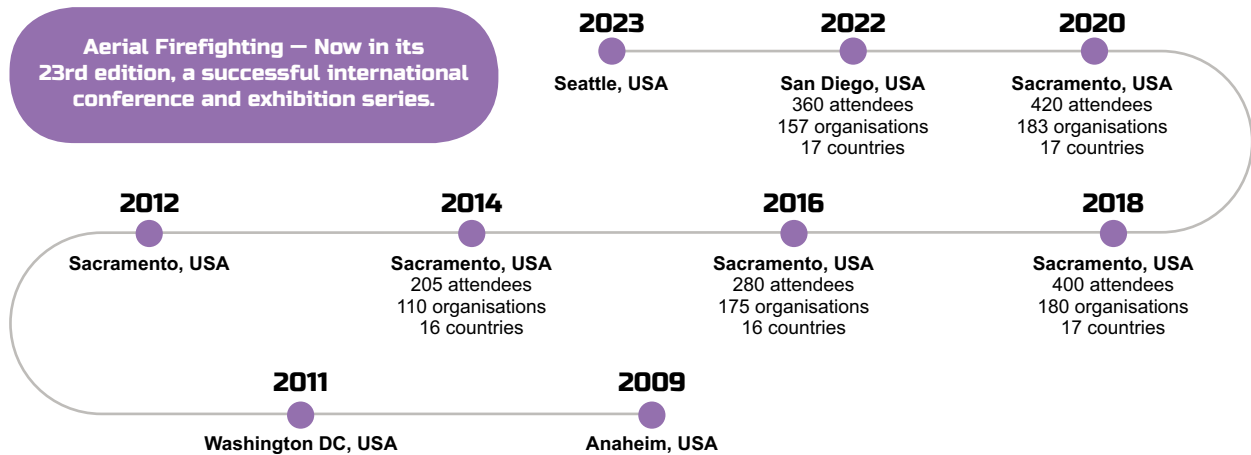 Aerial Firefighting — Now in its
23rd edition, a successful international
conference and exhibition series.
2023
Seattle, USA
2022
San Diego, USA
360 attendees
157 organisations
17 countries
2020
Sacramento, USA
420 attendees
183 organisations
17 countries
2012
Sacramento, USA
2014
Sacramento, USA
205 attendees
110 organisations
16 countries
2016
Sacramento, USA
280 attendees
175 organisations
16 countries
2018
Sacramento, USA
400 attendees
180 organisations
17 countries
2011
Washington DC, USA
2009
Anaheim, USA